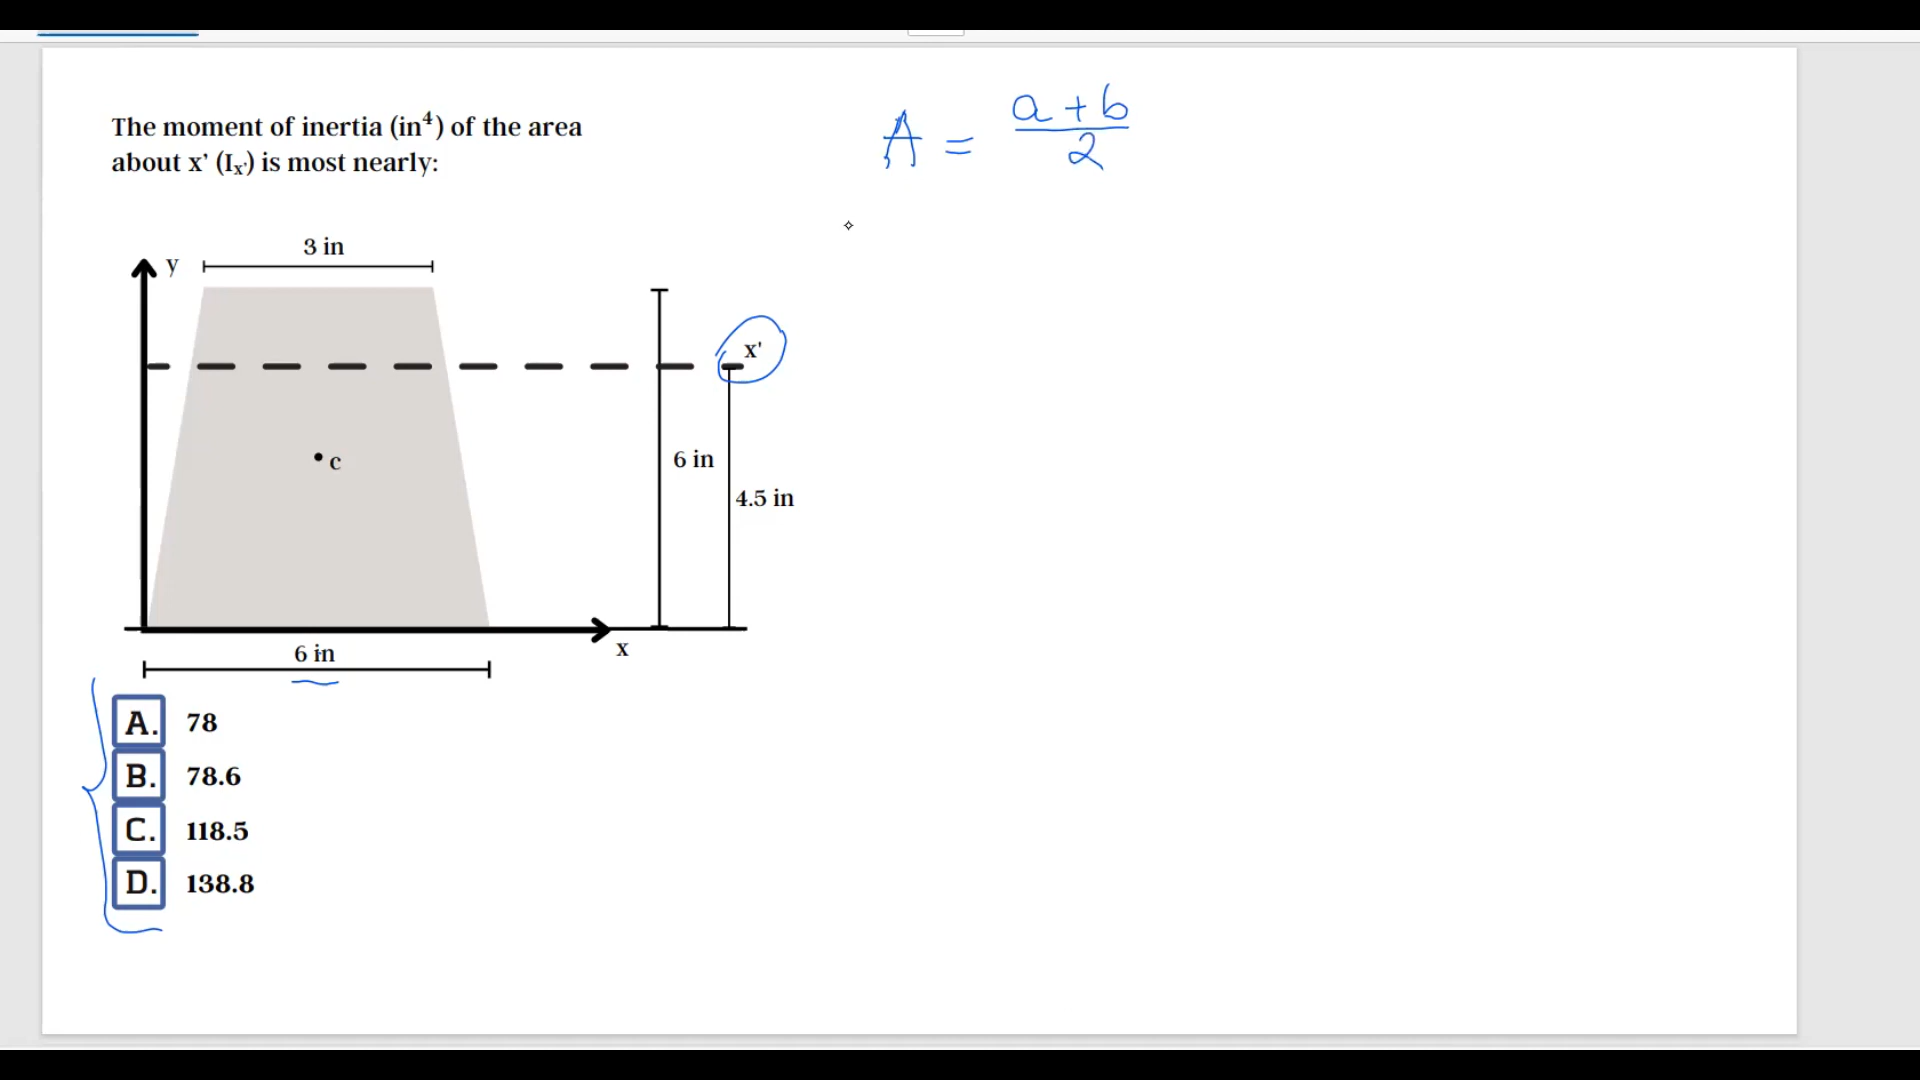 The moment of inertia (in⁴) of the area
about x’ (Iₓ’) is most nearly:
A = a + b / 2
3 in
y
x'
c
6 in
4.5 in
x
6 in
A. 78
B. 78.6
C. 118.5
D. 138.8